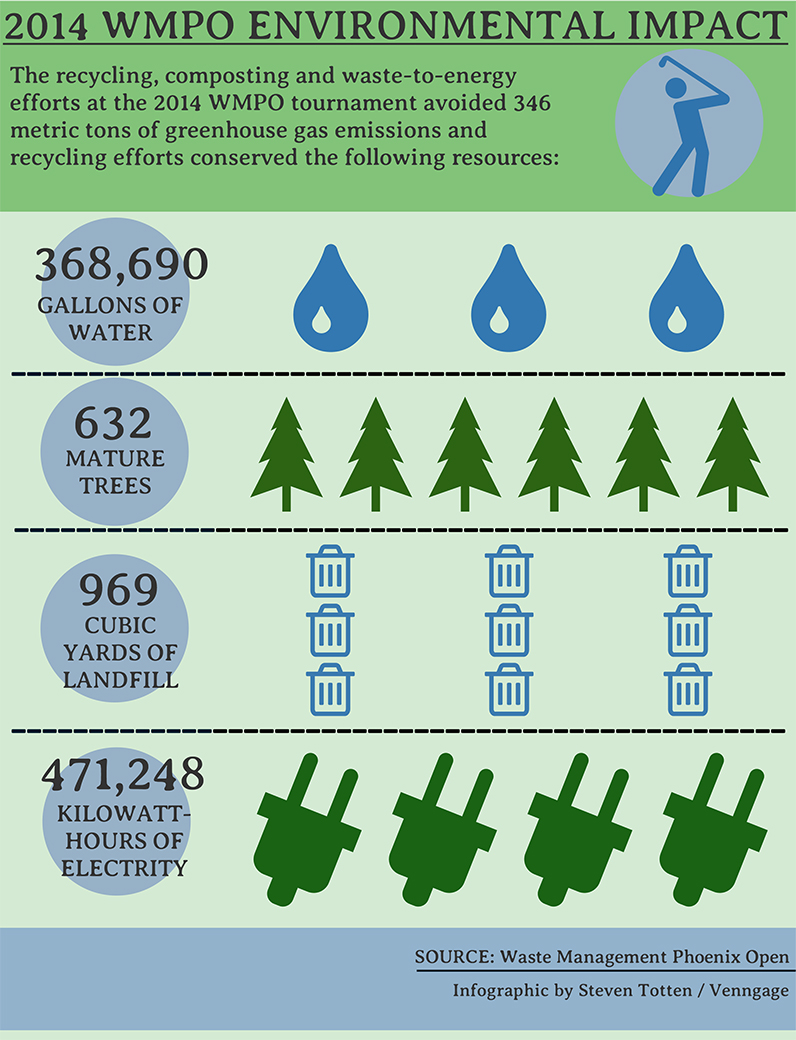 2014 WMPO ENVIRONMENTAL IMPACT
The recycling, composting and waste-to-energy
efforts at the 2014 WMPO tournament avoided 346
metric tons of greenhouse gas emissions and
recycling efforts conserved the following resources:
368,690
GALLONS OF
WATER
632
MATURE
TREES
969
CUBIC
YARDS OF
LANDFILL
471,248
KILOWATT-
HOURS OF
ELECTRITY
SOURCE: Waste Management Phoenix Open
Infographic by Steven Totten / Venngage